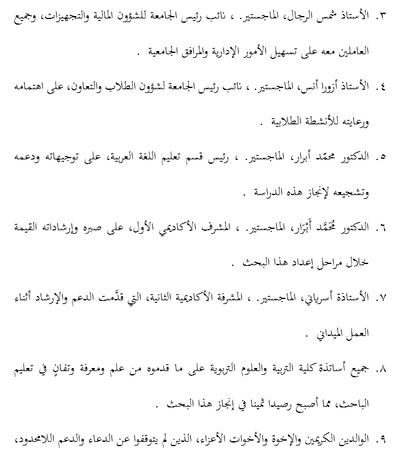 ٣. الأستاذ شمس الرجال، الماجستير. ، نائب رئيس الجامعة للشؤون المالية والتجهيزات، وجميع
العاملين معه على تسهيل الأمور الإدارية والمرافق الجامعية .
٤. الأستاذ أزورا أنس، الماجستير. ، نائب رئيس الجامعة لشؤون الطلاب والتعاون، على اهتمامه
ورعايته للأنشطة الطلابية .
٥. الدكتور محمّد أبرار، الماجستير. ، رئيس قسم تعليم اللغة العربية، على توجيهاته ودعمه
وتشجيعه لإنجاز هذه الدراسة .
٦. الدكتور مُحَمَّد أَبْرَار، الماجستير. ، المشرف الأكاديمي الأول، على صبره وإرشاداته القيمة
خلال مراحل إعداد هذا البحث .
٧. الأستاذة أسرياني، الماجستير. ، المشرفة الأكاديمية الثانية، التي قدَّمت الدعم والإرشاد أثناء
العمل الميداني .
٨. جميع أساتذة كلية التربية والعلوم التربوية على ما قدموه من علم ومعرفة وتفانٍ في تعليم
الباحث، مما أصبح رصيدا ثمينا في إنجاز هذا البحث .
٩. الوالدين الكريمين والإخوة والأخوات الأعزاء، الذين لم يتوقفوا عن الدعاء والدعم اللامحدود،